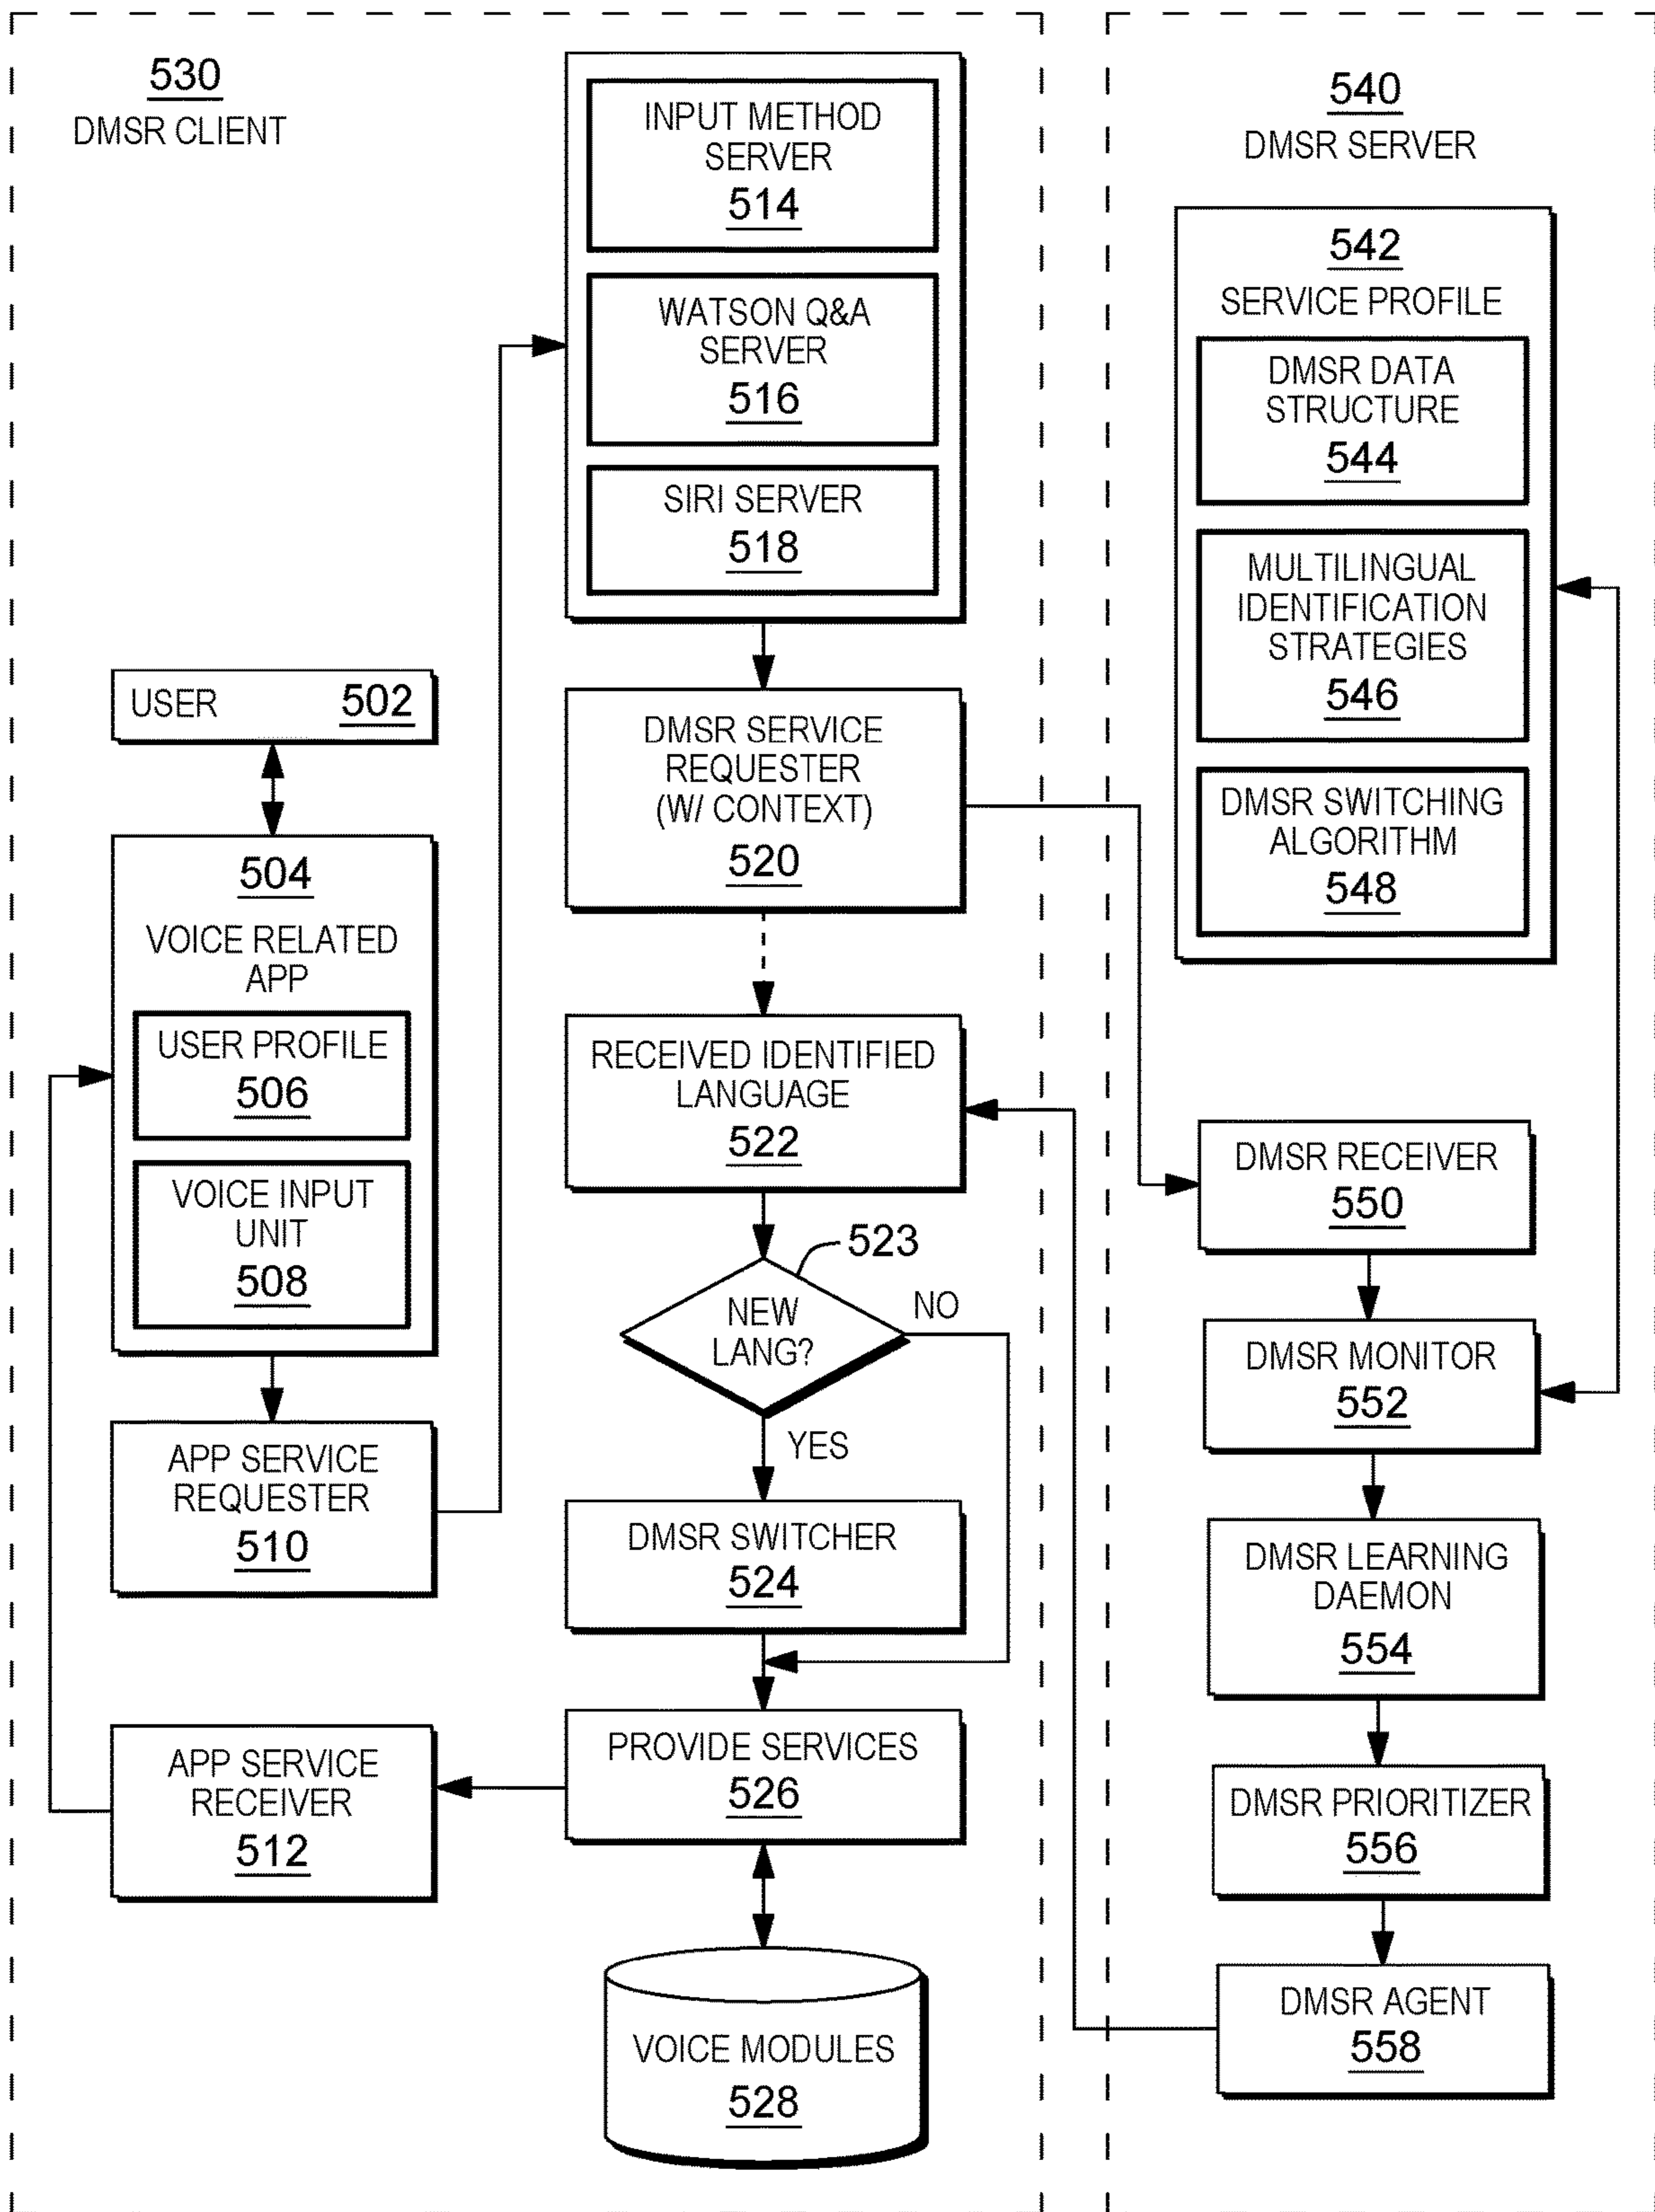 530
DMSR CLIENT
INPUT METHOD
SERVER
514
WATSON Q&A
SERVER
516
SIRI SERVER
518
USER 502
504
VOICE RELATED
APP
USER PROFILE
506
VOICE INPUT
UNIT
508
APP SERVICE
REQUESTER
510
APP SERVICE
RECEIVER
512
DMSR SERVICE
REQUESTER
(W/ CONTEXT)
520
RECEIVED IDENTIFIED
LANGUAGE
522
523
NEW
LANG?
NO
YES
DMSR SWITCHER
524
PROVIDE SERVICES
526
VOICE MODULES
528
540
DMSR SERVER
542
SERVICE PROFILE
DMSR DATA
STRUCTURE
544
MULTILINGUAL
IDENTIFICATION
STRATEGIES
546
DMSR SWITCHING
ALGORITHM
548
DMSR RECEIVER
550
DMSR MONITOR
552
DMSR LEARNING
DAEMON
554
DMSR PRIORITIZER
556
DMSR AGENT
558